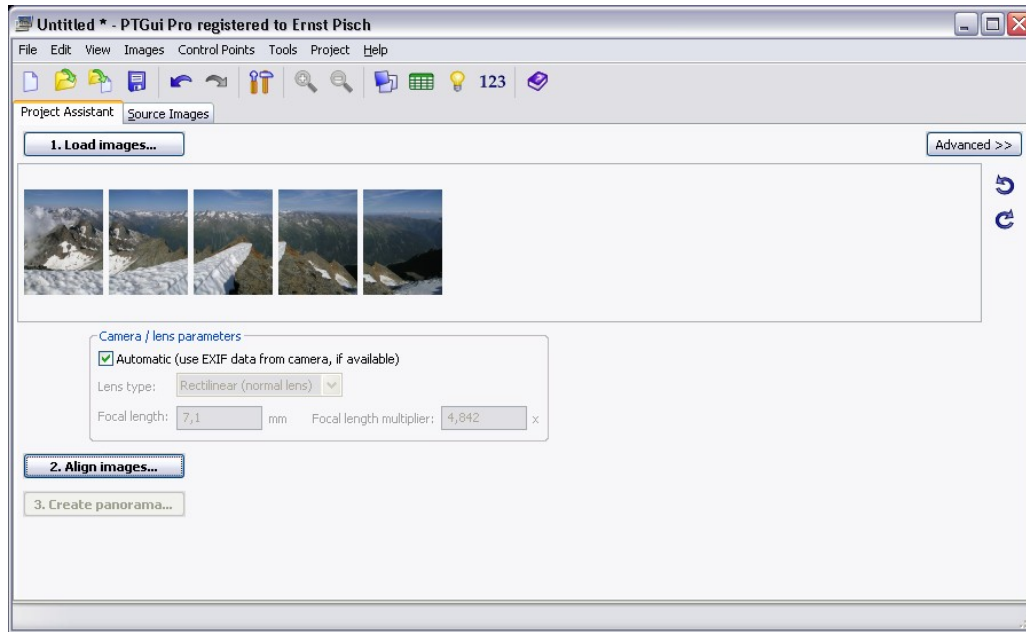 Untitled * - PTGui Pro registered to Ernst Pisch
File Edit View Images Control Points Tools Project Help
123
Project Assistant Source Images
1. Load images... Advanced >>
Camera / lens parameters
Automatic (use EXIF data from camera, if available)
Lens type: Rectilinear (normal lens)
Focal length: 7,1 mm Focal length multiplier: 4,842 x
2. Align images...
3. Create panorama...